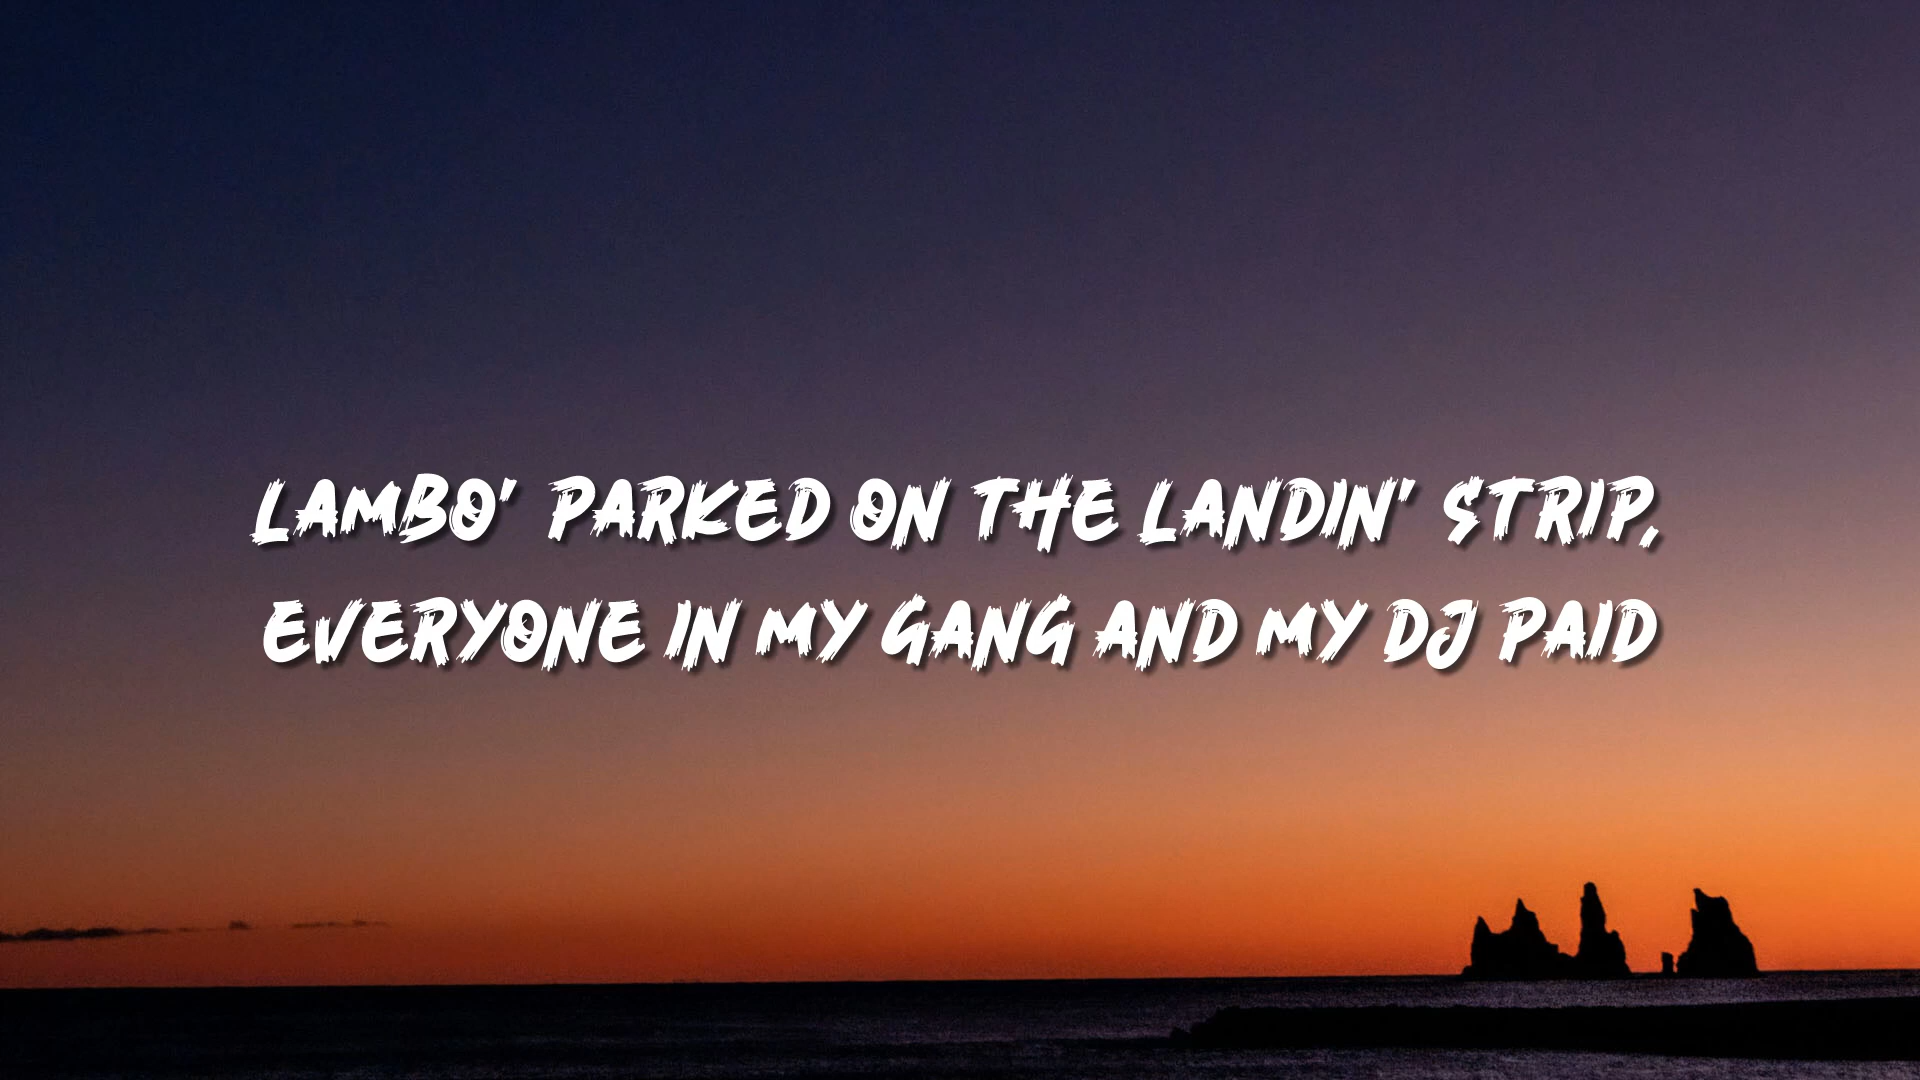 LAMBO' PARKED ON THE LANDIN' STRIP,
EVERYONE IN MY GANG AND MY DJ PAID